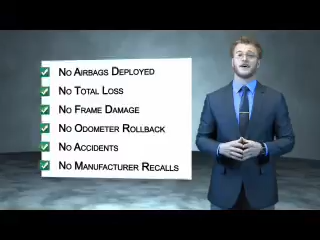 No Airbags Deployed
No Total Loss
No Frame Damage
No Odometer Rollback
No Accidents
No Manufacturer Recalls